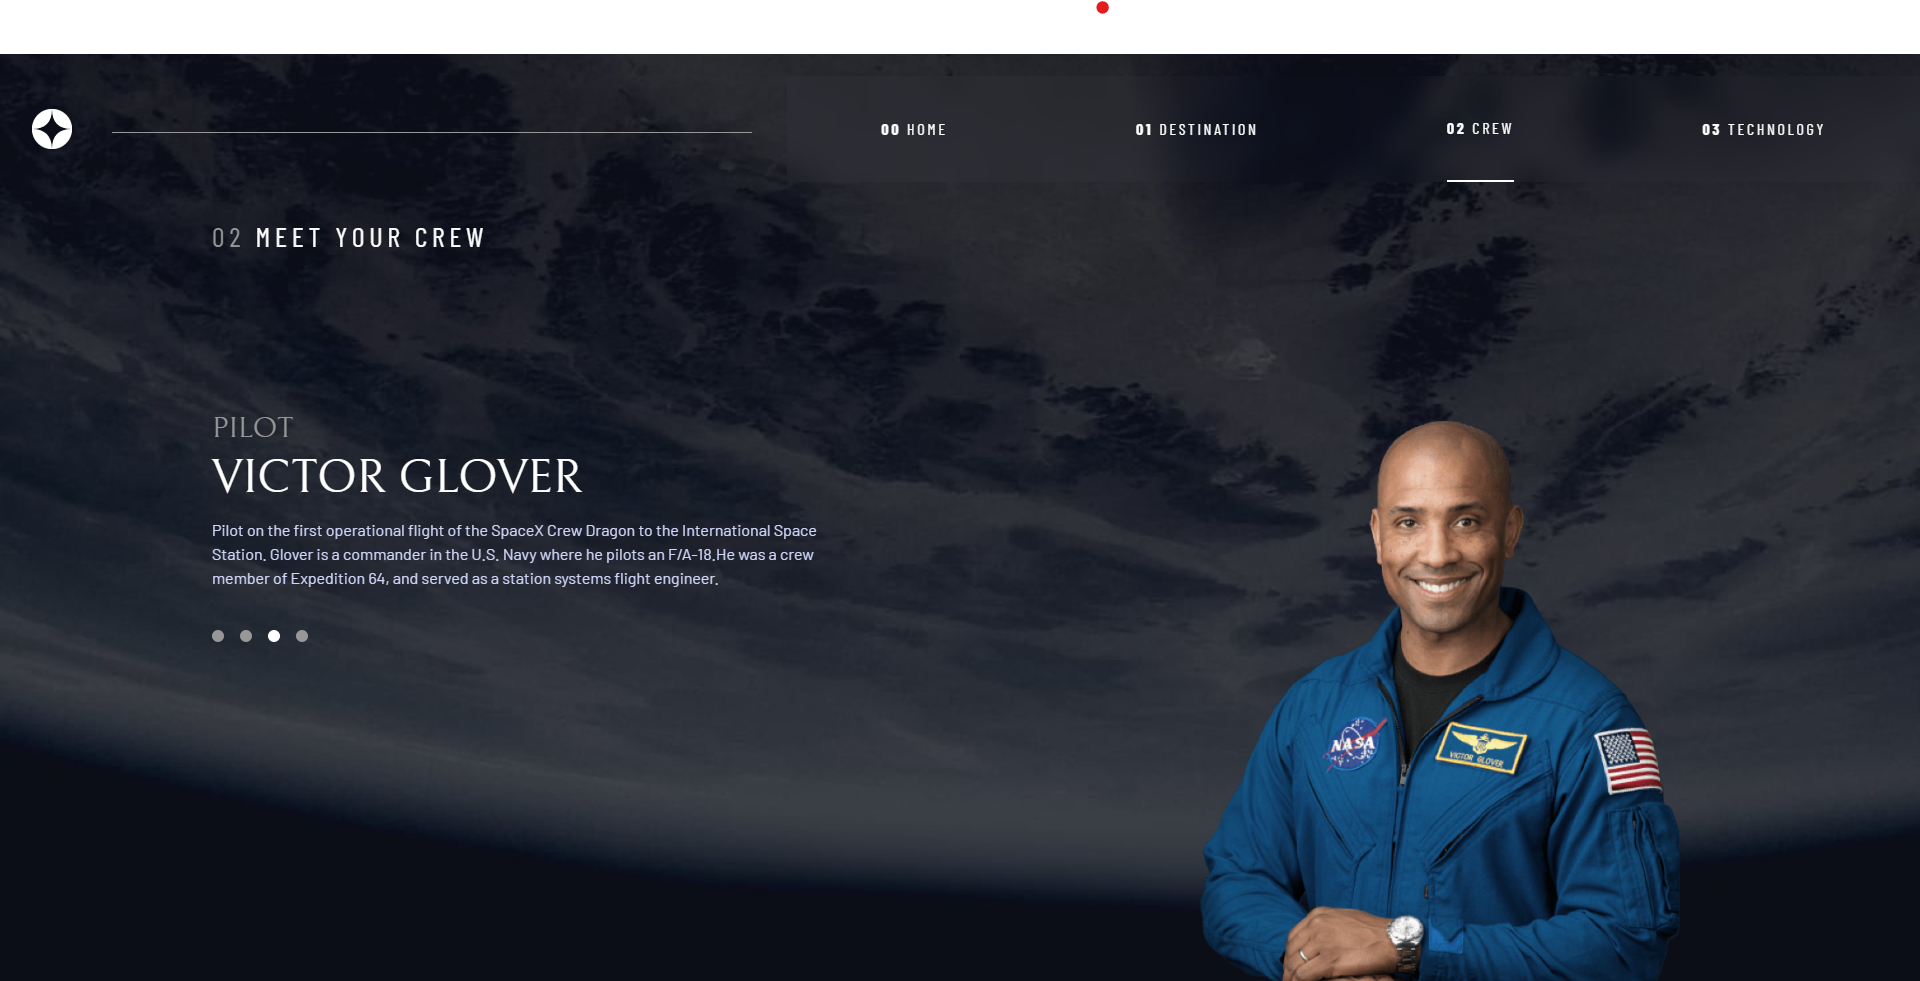 00 HOME
01 DESTINATION
02 CREW
03 TECHNOLOGY
02 MEET YOUR CREW
PILOT
VICTOR GLOVER
Pilot on the first operational flight of the SpaceX Crew Dragon to the International Space
Station. Glover is a commander in the U.S. Navy where he pilots an F/A-18.He was a crew
member of Expedition 64, and served as a station systems flight engineer.
NASA
VICTOR GLOVER